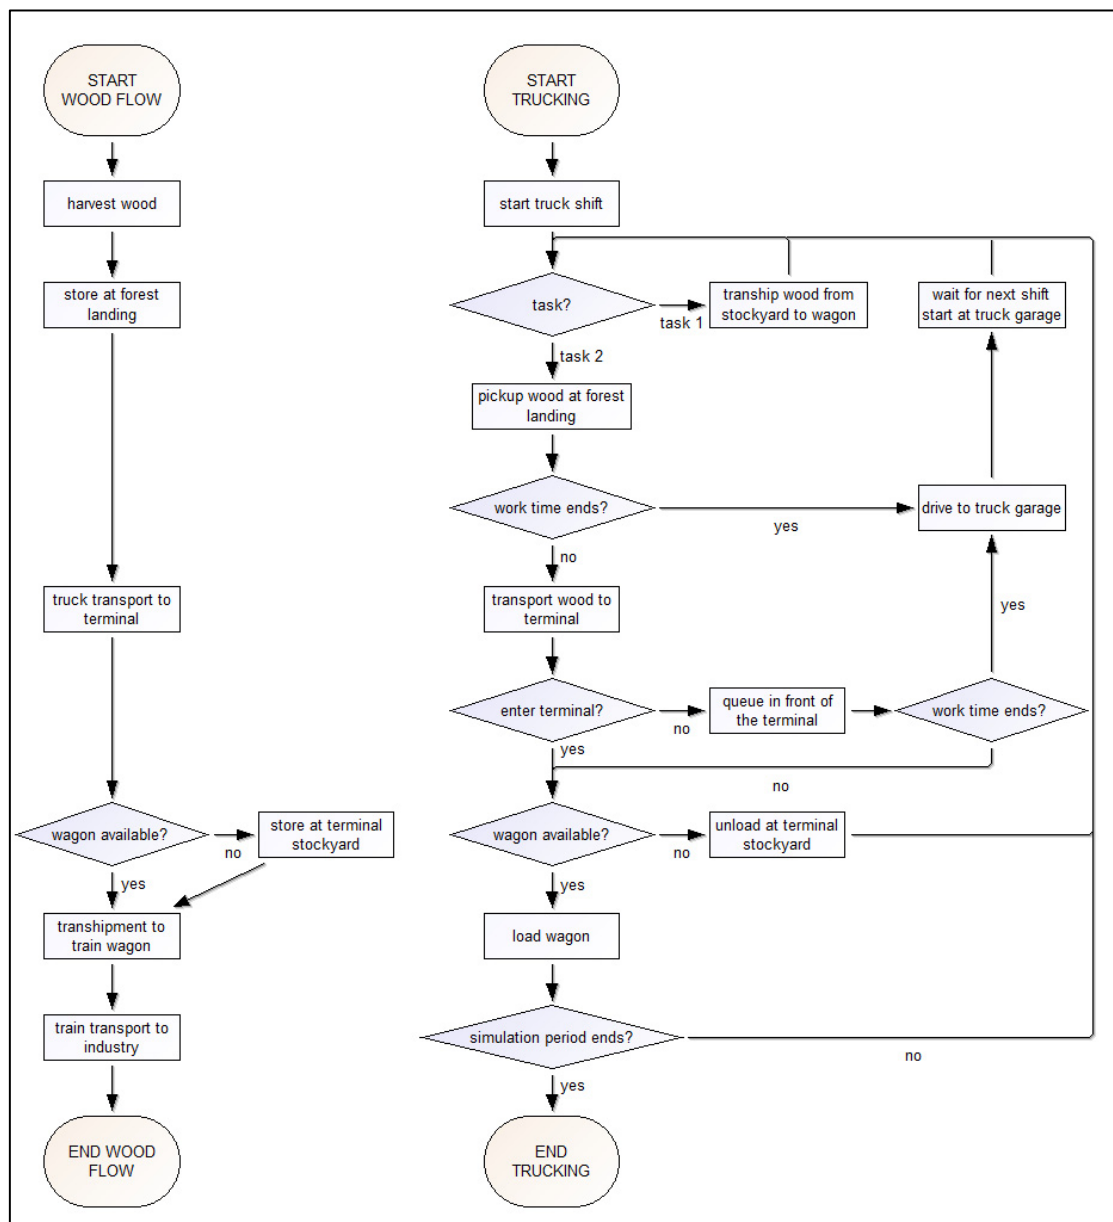 START
WOOD FLOW
harvest wood
store at forest
landing
truck transport to
terminal
wagon available?
no
store at terminal
stockyard
yes
transhipment to
train wagon
train transport to
industry
END WOOD
FLOW
START
TRUCKING
start truck shift
task?
task 1
tranship wood from
stockyard to wagon
wait for next shift
start at truck garage
task 2
pickup wood at forest
landing
work time ends?
yes
drive to truck garage
no
transport wood to
terminal
yes
enter terminal?
no
queue in front of
the terminal
work time ends?
yes
no
wagon available?
no
unload at terminal
stockyard
yes
load wagon
simulation period ends?
no
yes
END
TRUCKING